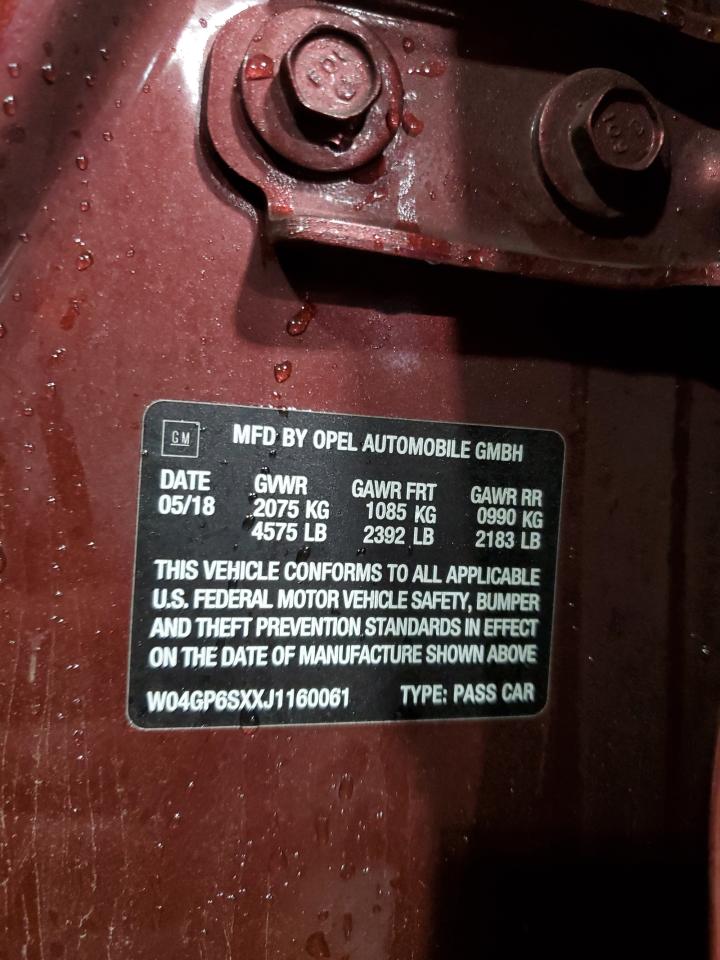 GM
MFD BY OPEL AUTOMOBILE GMBH
DATE GVWR GAWR FRT GAWR RR
05/18 2075 KG 1085 KG 0990 KG
4575 LB 2392 LB 2183 LB
THIS VEHICLE CONFORMS TO ALL APPLICABLE
U.S. FEDERAL MOTOR VEHICLE SAFETY, BUMPER
AND THEFT PREVENTION STANDARDS IN EFFECT
ON THE DATE OF MANUFACTURE SHOWN ABOVE
W04GP6SXXJ1160061 TYPE: PASS CAR